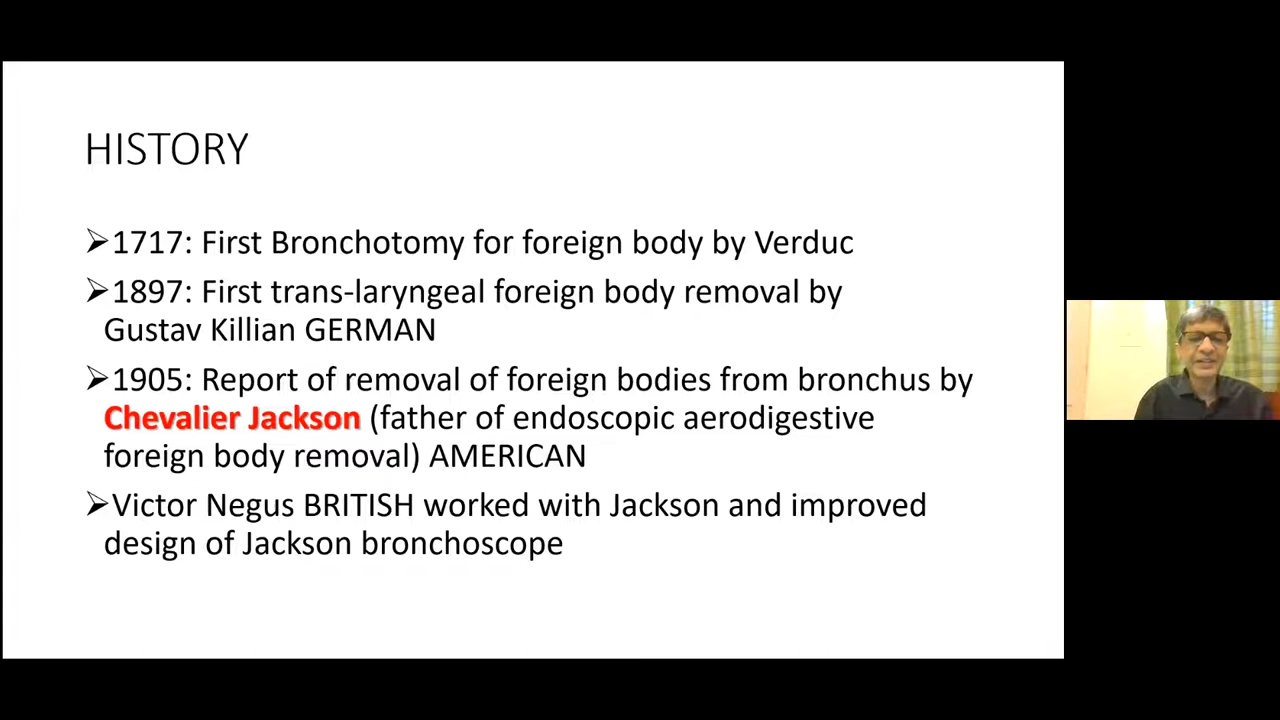 HISTORY
➢1717: First Bronchotomy for foreign body by Verduc
➢1897: First trans-laryngeal foreign body removal by
Gustav Killian GERMAN
➢1905: Report of removal of foreign bodies from bronchus by
Chevalier Jackson (father of endoscopic aerodigestive
foreign body removal) AMERICAN
➢Victor Negus BRITISH worked with Jackson and improved
design of Jackson bronchoscope